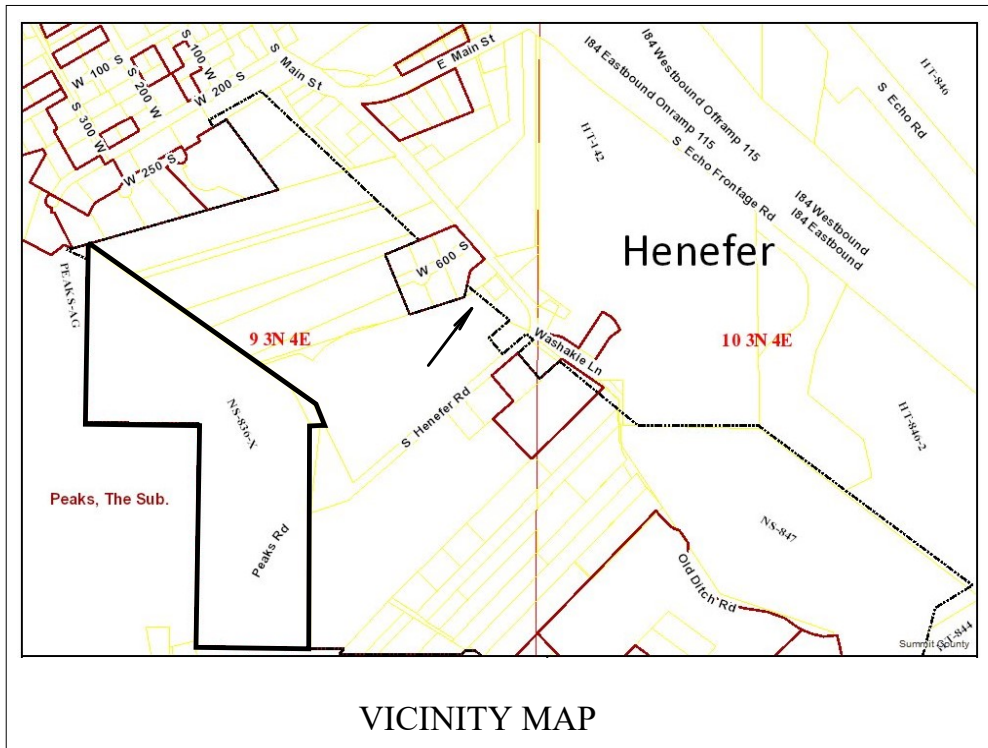 W 100 S
S 100 W
S 200 W
S 300 W
W 200 S
W 250 S
S Main St
E Main St
I84 Westbound Offramp 115
I84 Eastbound Onramp 115
HT-846
S Echo Rd
HT-142
S Echo Frontage Rd
I84 Westbound
I84 Eastbound
Henefer
W 600 S
PEAKS-AG
9 3N 4E
10 3N 4E
Washakie Ln
S Henefer Rd
NS-836-X
HT-846-2
Peaks, The Sub.
Peaks Rd
NS-847
Old Ditch Rd
HT-844
Summit County
VICINITY MAP